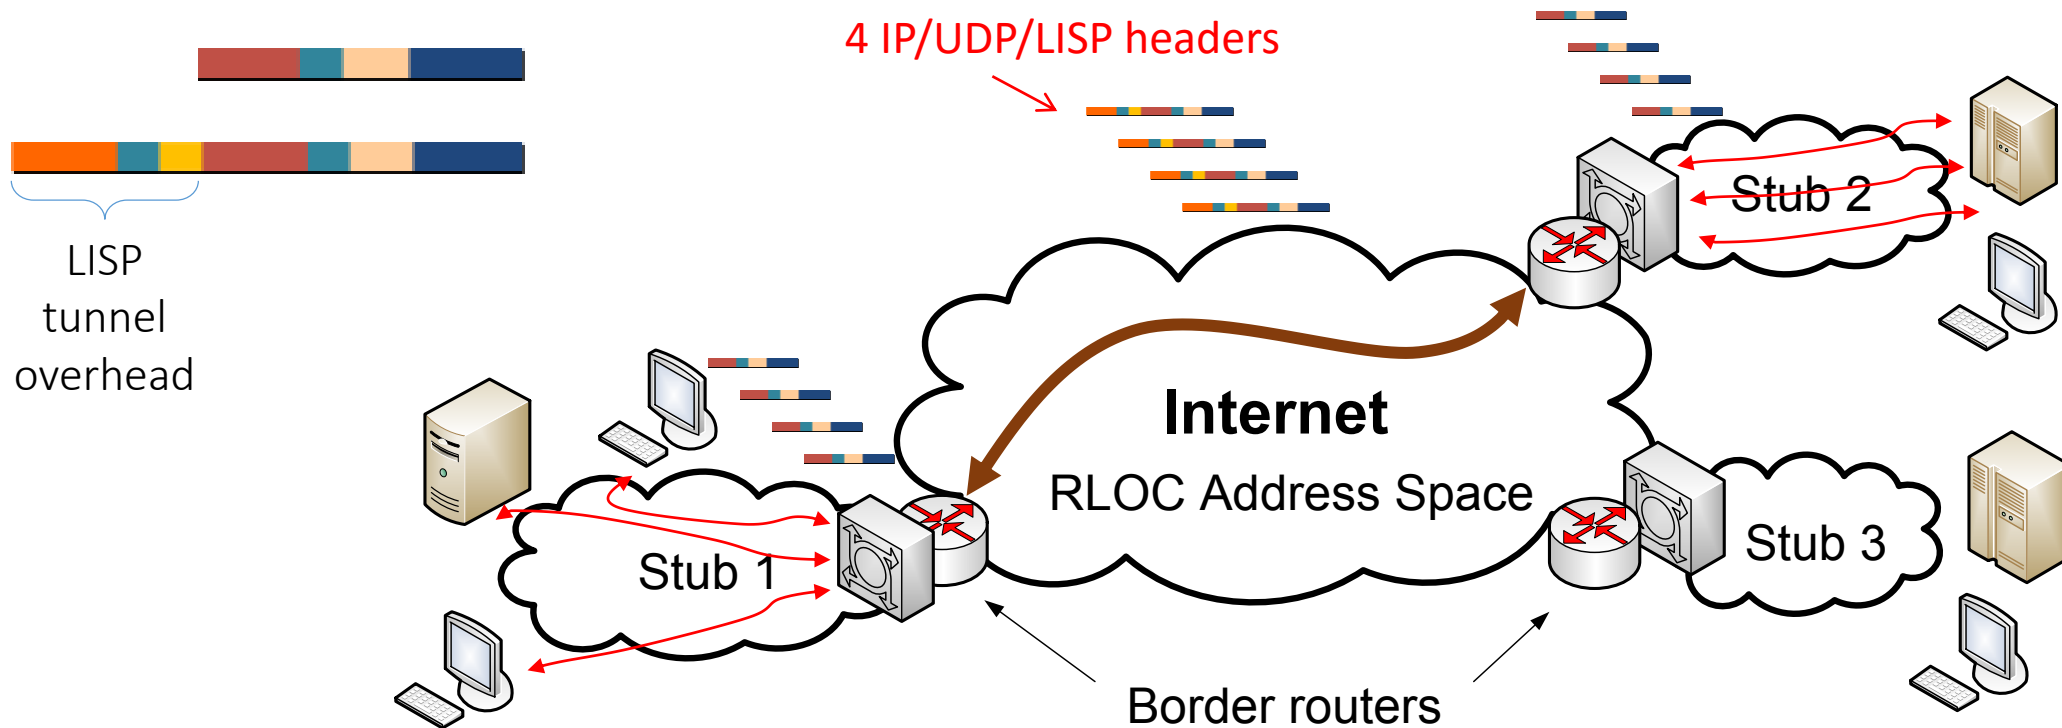 4 IP/UDP/LISP headers
LISP
tunnel
overhead
Stub 2
Internet
RLOC Address Space
Stub 1
Stub 3
Border routers